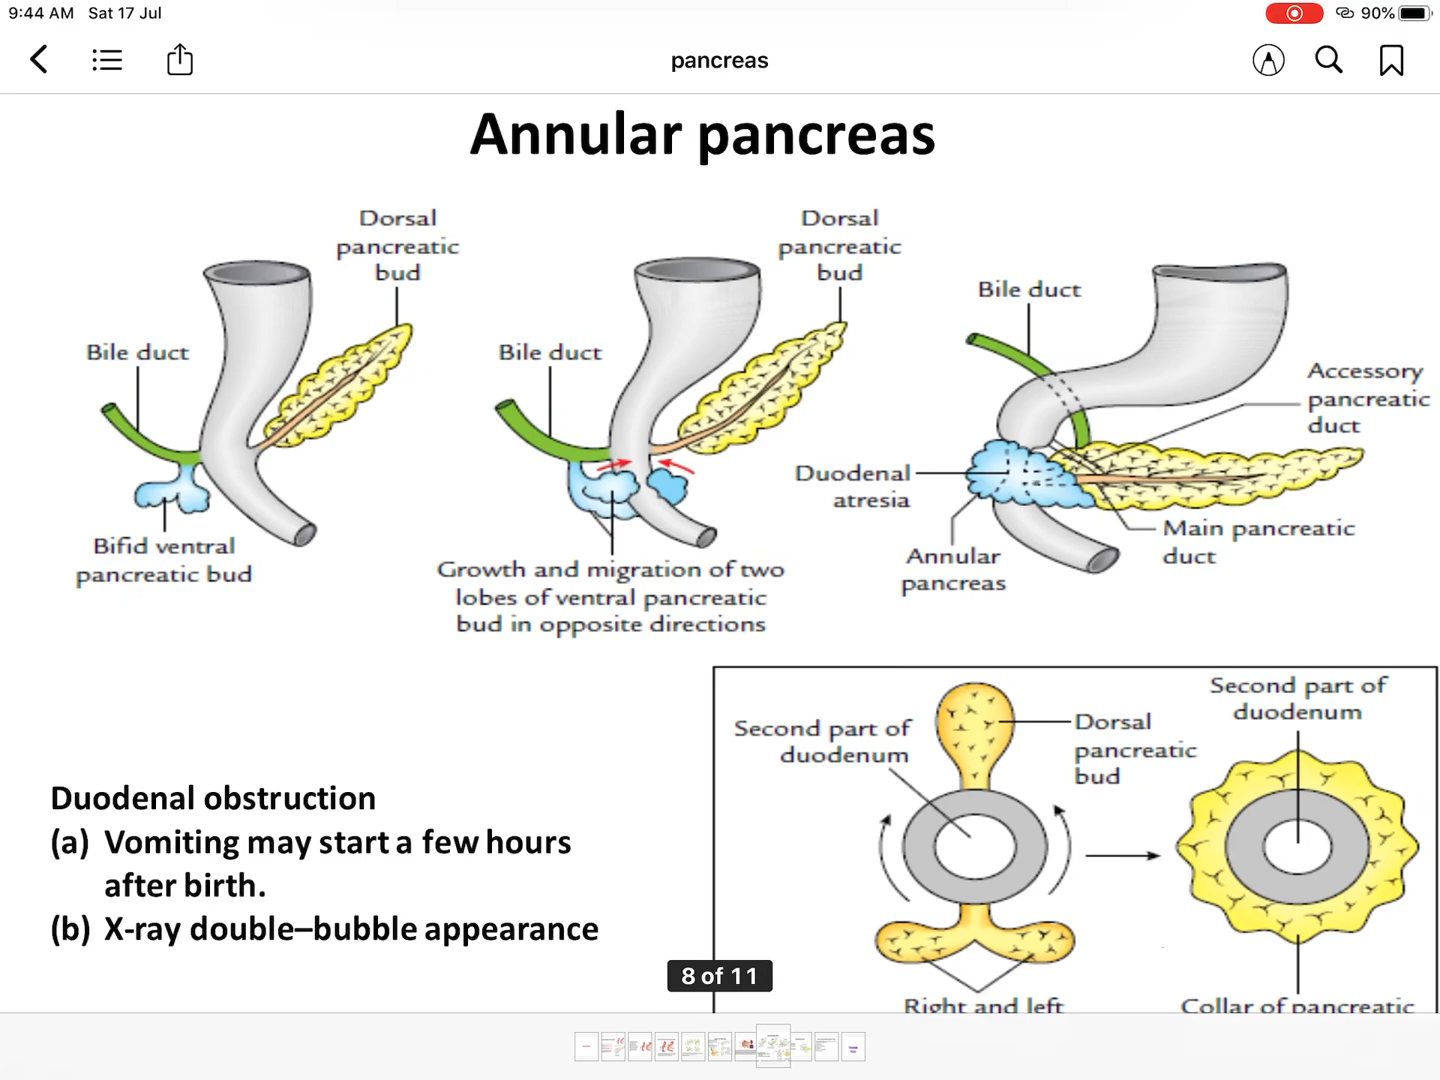 9:44 AM Sat 17 Jul
90%
pancreas
Annular pancreas
Dorsal
pancreatic
bud
Bile duct
Bifid ventral
pancreatic bud
Dorsal
pancreatic
bud
Bile duct
Growth and migration of two
lobes of ventral pancreatic
bud in opposite directions
Bile duct
Accessory
pancreatic
duct
Duodenal
atresia
Main pancreatic
duct
Annular
pancreas
Duodenal obstruction
(a) Vomiting may start a few hours
after birth.
(b) X-ray double–bubble appearance
Second part of
duodenum
Dorsal
pancreatic
bud
Right and left
Second part of
duodenum
Collar of pancreatic
8 of 11